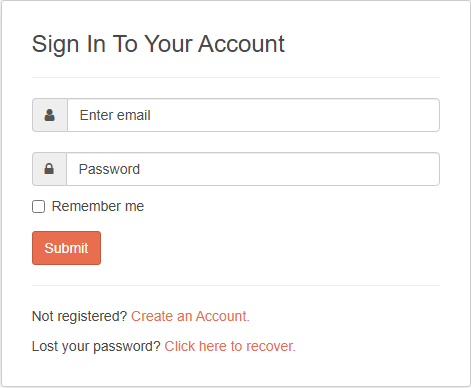 Sign In To Your Account
Enter email
Password
Remember me
Submit
Not registered? Create an Account.
Lost your password? Click here to recover.